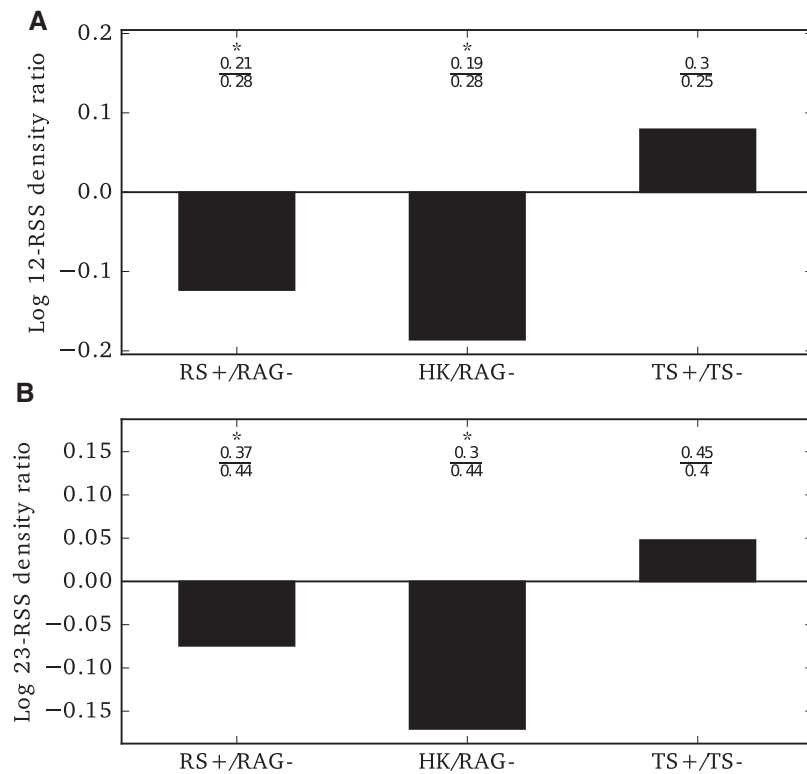 A
Log 12-RSS density ratio
0.2
0.1
0.0
−0.1
−0.2
*
0.21
0.28
*
0.19
0.28
0.3
0.25
RS+/RAG-
HK/RAG-
TS+/TS-
B
Log 23-RSS density ratio
0.15
0.10
0.05
0.00
−0.05
−0.10
−0.15
*
0.37
0.44
*
0.3
0.44
0.45
0.4
RS+/RAG-
HK/RAG-
TS+/TS-